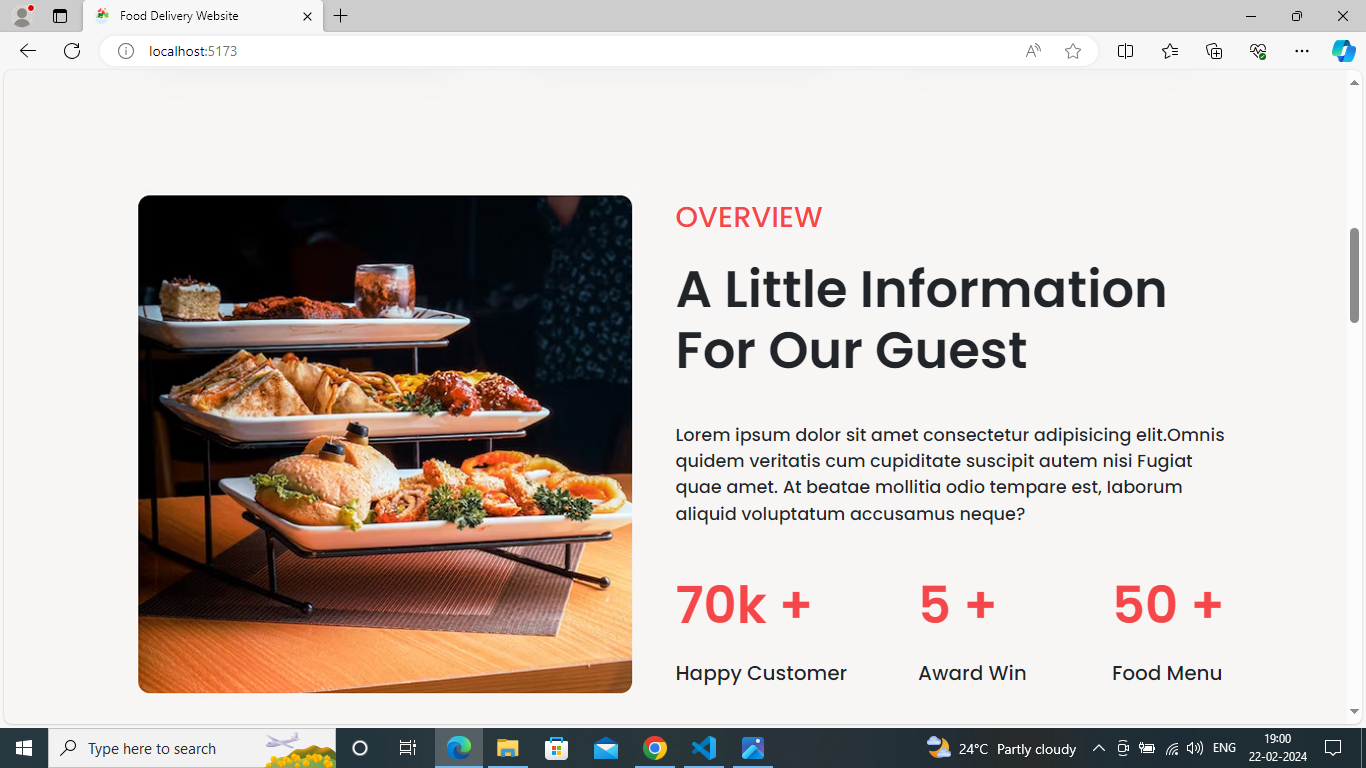 Food Delivery Website
localhost:5173
OVERVIEW
A Little Information
For Our Guest
Lorem ipsum dolor sit amet consectetur adipisicing elit.Omnis
quidem veritatis cum cupiditate suscipit autem nisi Fugiat
quae amet. At beatae mollitia odio tempare est, Iaborum
aliquid voluptatum accusamus neque?
70k + 5 + 50 +
Happy Customer Award Win Food Menu
Type here to search
24°C Partly cloudy
ENG
19:00
22-02-2024